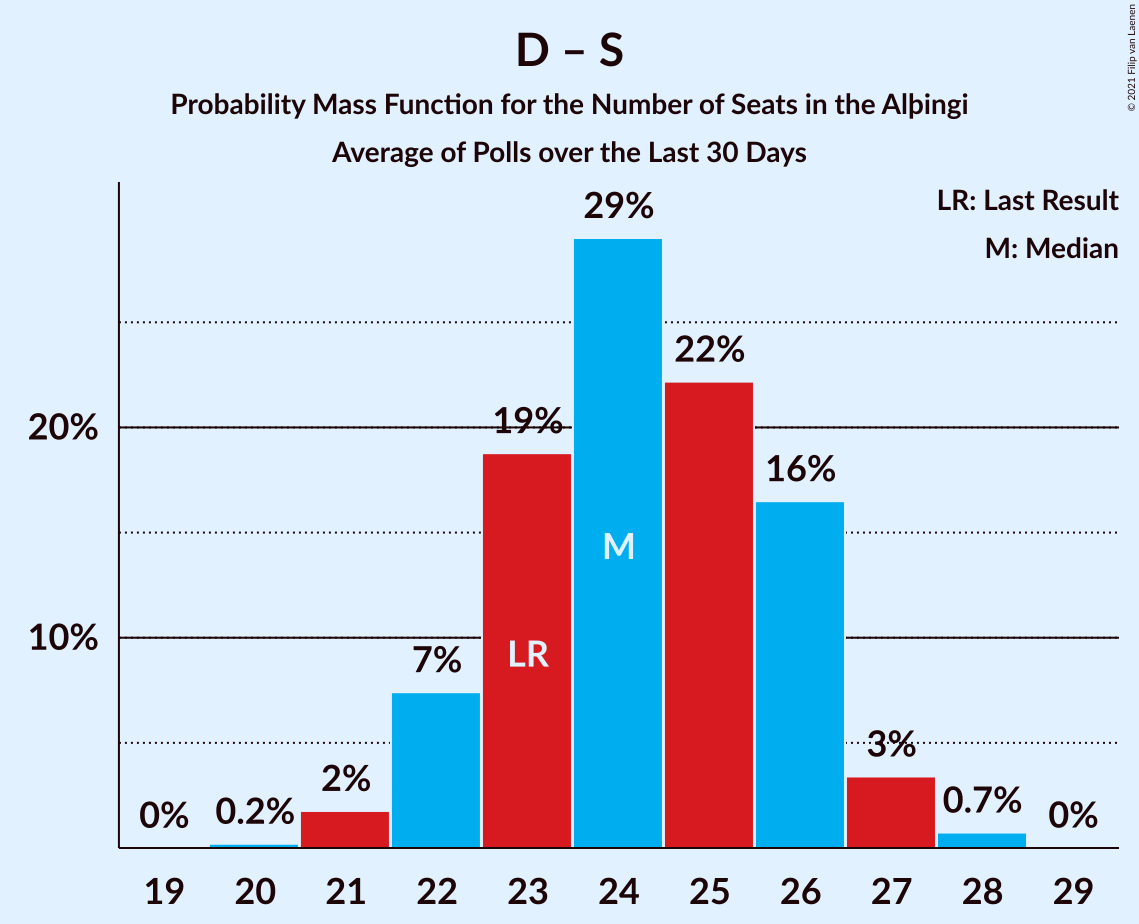 D – S
Probability Mass Function for the Number of Seats in the Alþingi
Average of Polls over the Last 30 Days
© 2021 Filip van Laenen
LR: Last Result
M: Median
20%
10%
0%
0.2%
2%
7%
19%
29%
22%
16%
3%
0.7%
0%
LR
M
19 20 21 22 23 24 25 26 27 28 29